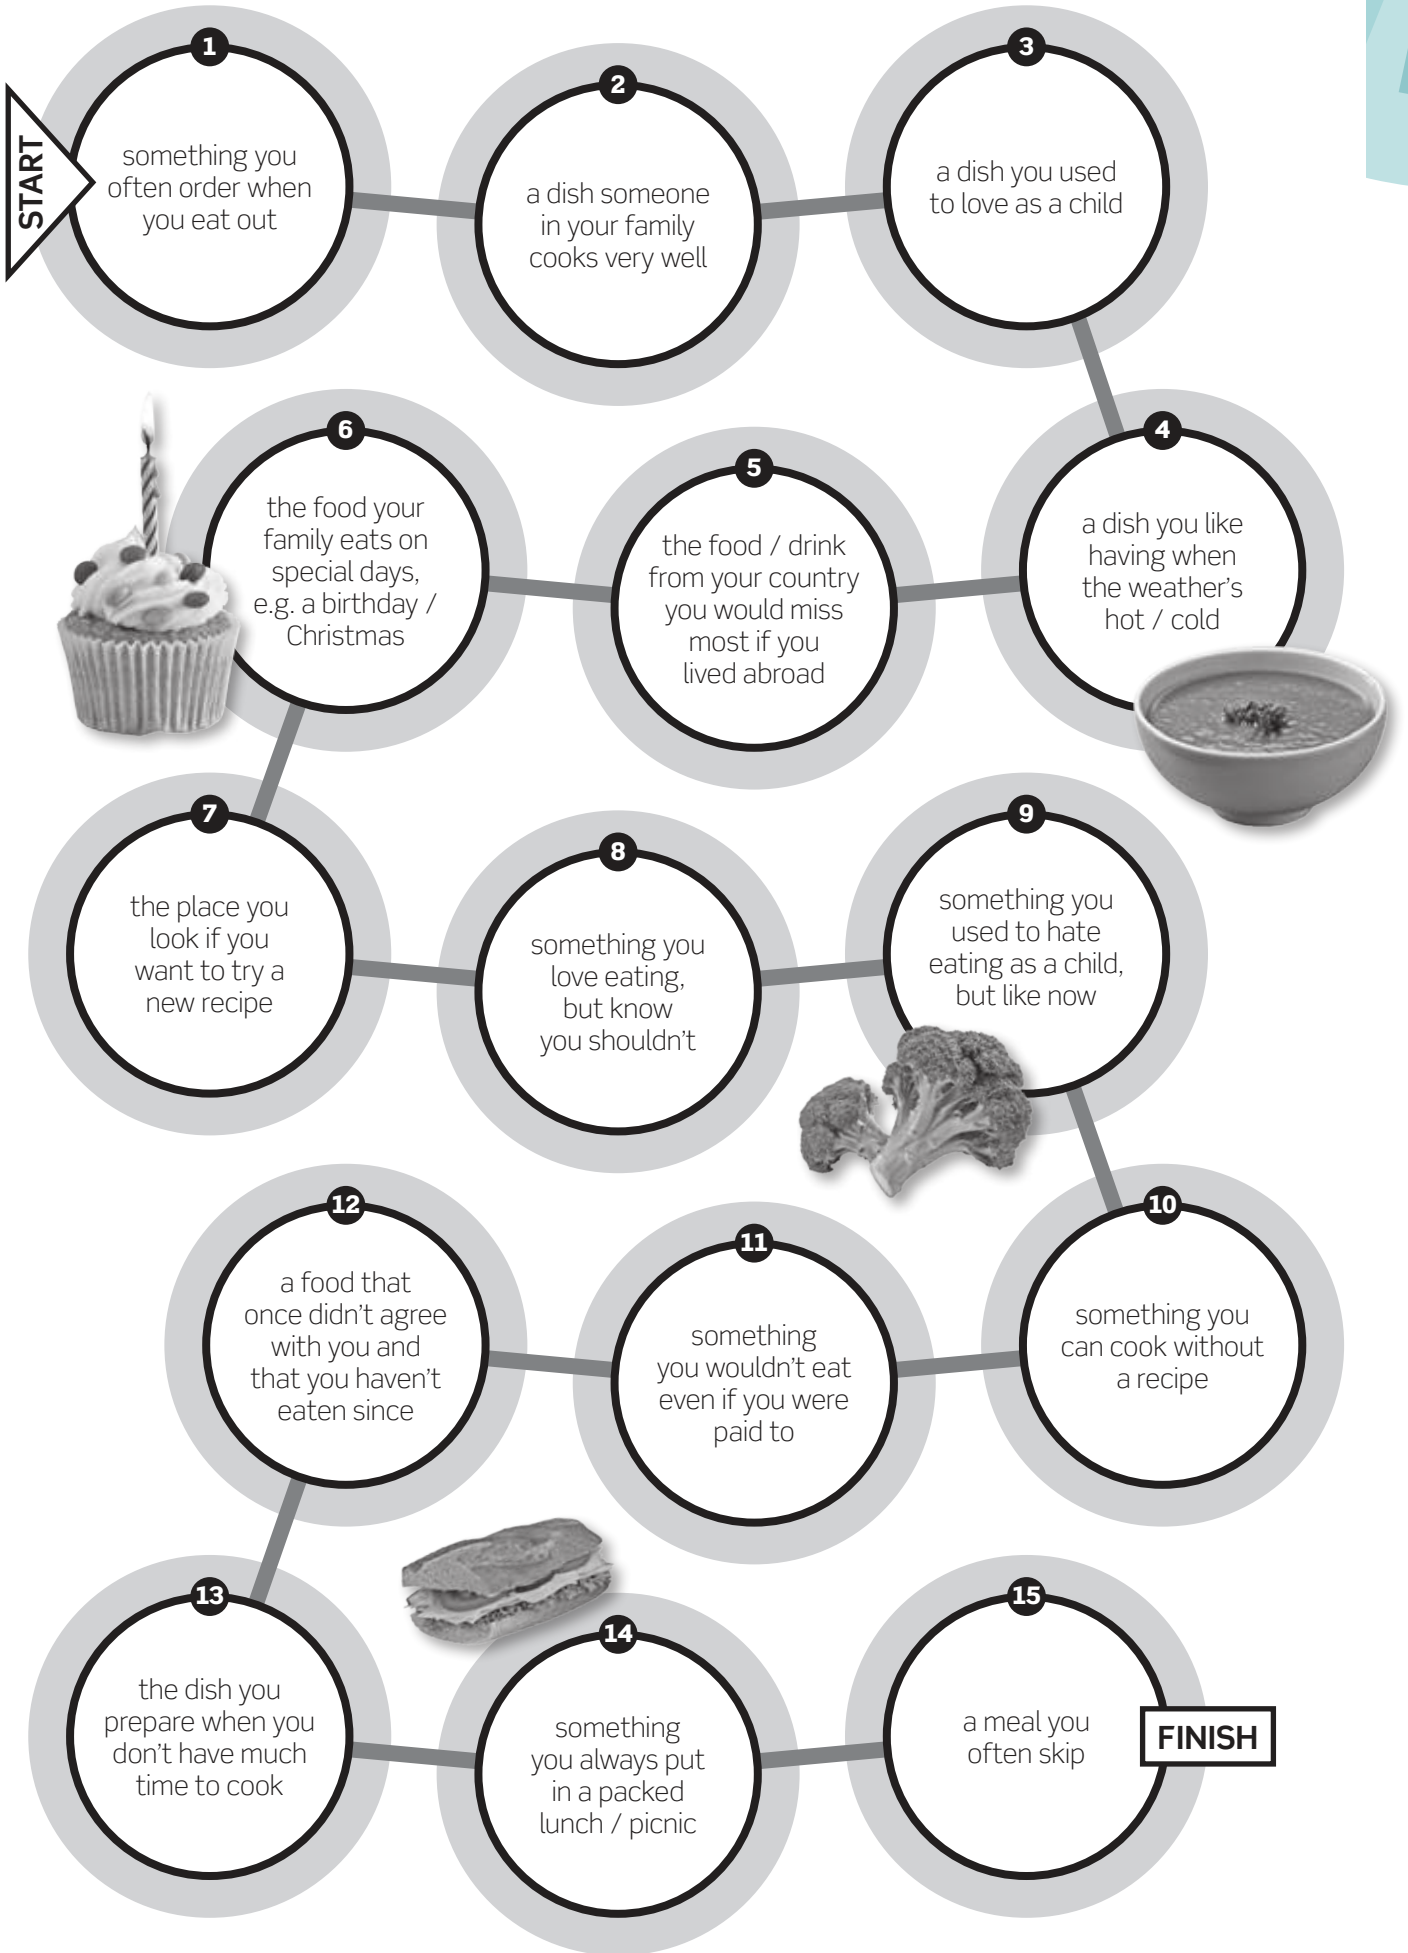 START
1
something you
often order when
you eat out
2
a dish someone
in your family
cooks very well
3
a dish you used
to love as a child
4
a dish you like
having when
the weather's
hot / cold
5
the food / drink
from your country
you would miss
most if you
lived abroad
6
the food your
family eats on
special days,
e.g. a birthday /
Christmas
7
the place you
look if you
want to try a
new recipe
8
something you
love eating,
but know
you shouldn't
9
something you
used to hate
eating as a child,
but like now
10
something you
can cook without
a recipe
11
something
you wouldn't eat
even if you were
paid to
12
a food that
once didn't agree
with you and
that you haven't
eaten since
13
the dish you
prepare when you
don't have much
time to cook
14
something
you always put
in a packed
lunch / picnic
15
a meal you
often skip
FINISH